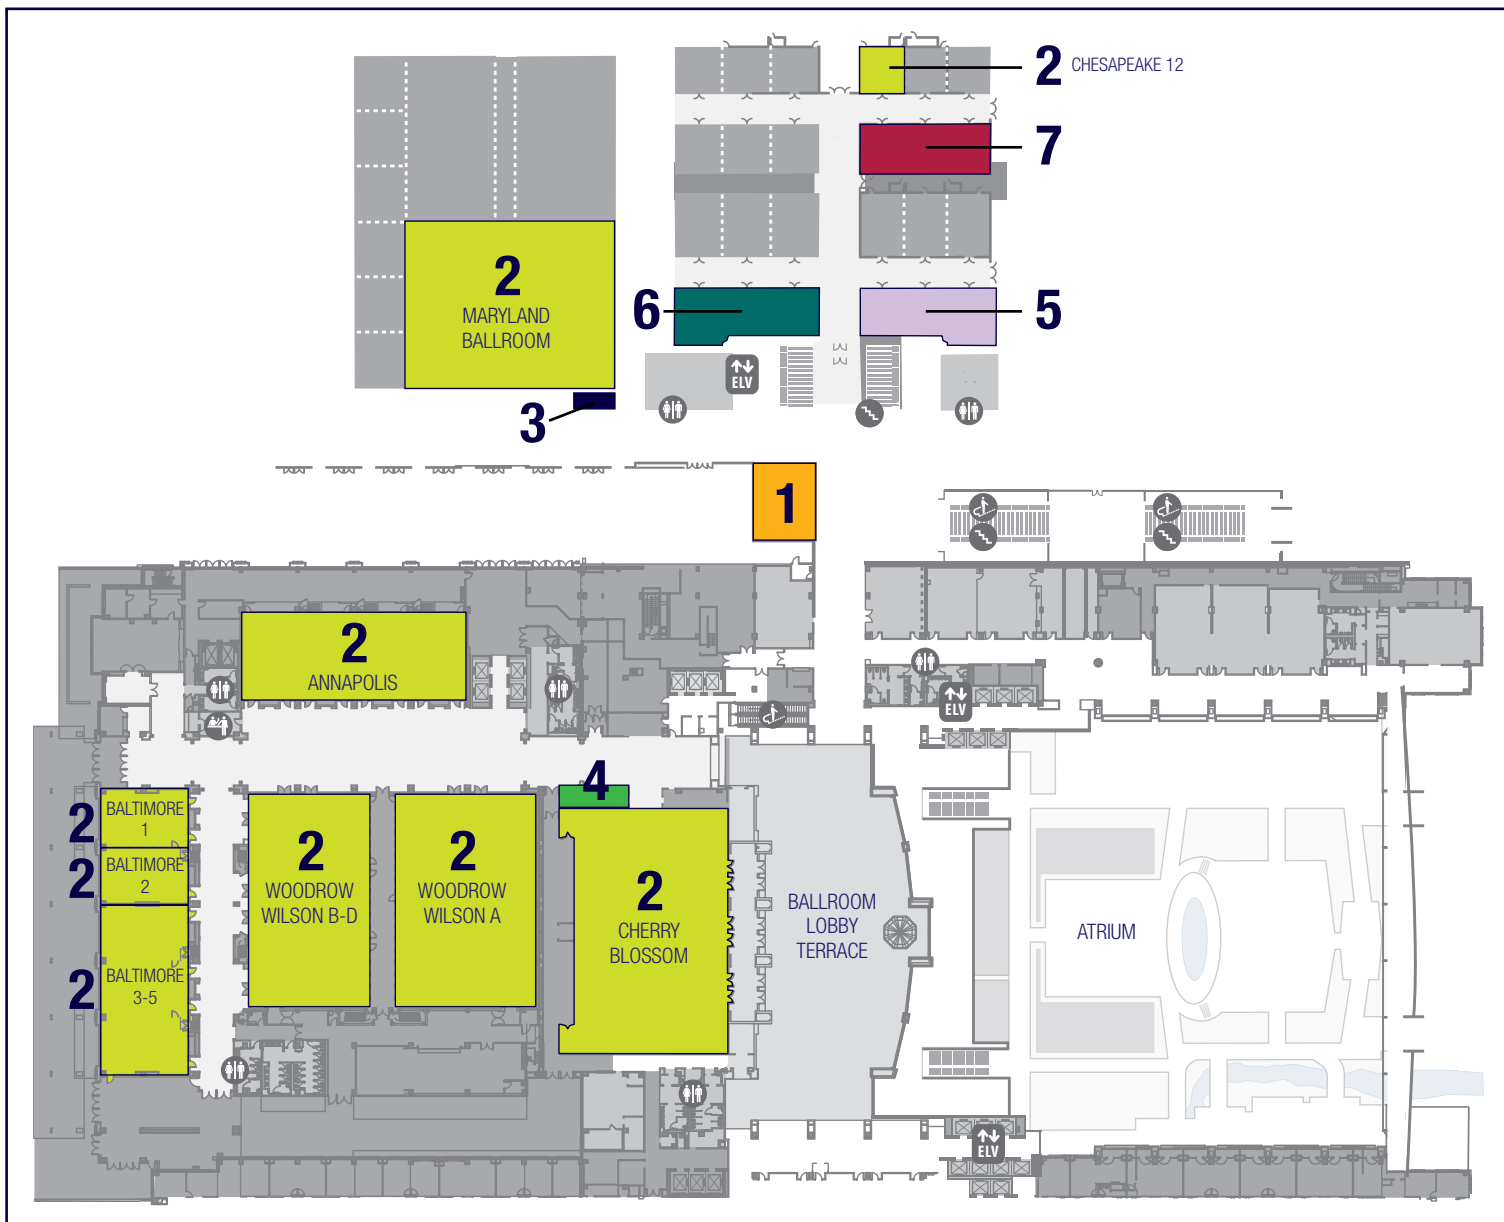 2 CHESAPEAKE 12
7
2
MARYLAND
BALLROOM
6
5
ELV
3
1
2
ANNAPOLIS
ELV
4
2
BALTIMORE
1
2
BALTIMORE
2
2
BALTIMORE
3-5
2
WOODROW
WILSON B-D
2
WOODROW
WILSON A
2
CHERRY
BLOSSOM
BALLROOM
LOBBY
TERRACE
ATRIUM
ELV